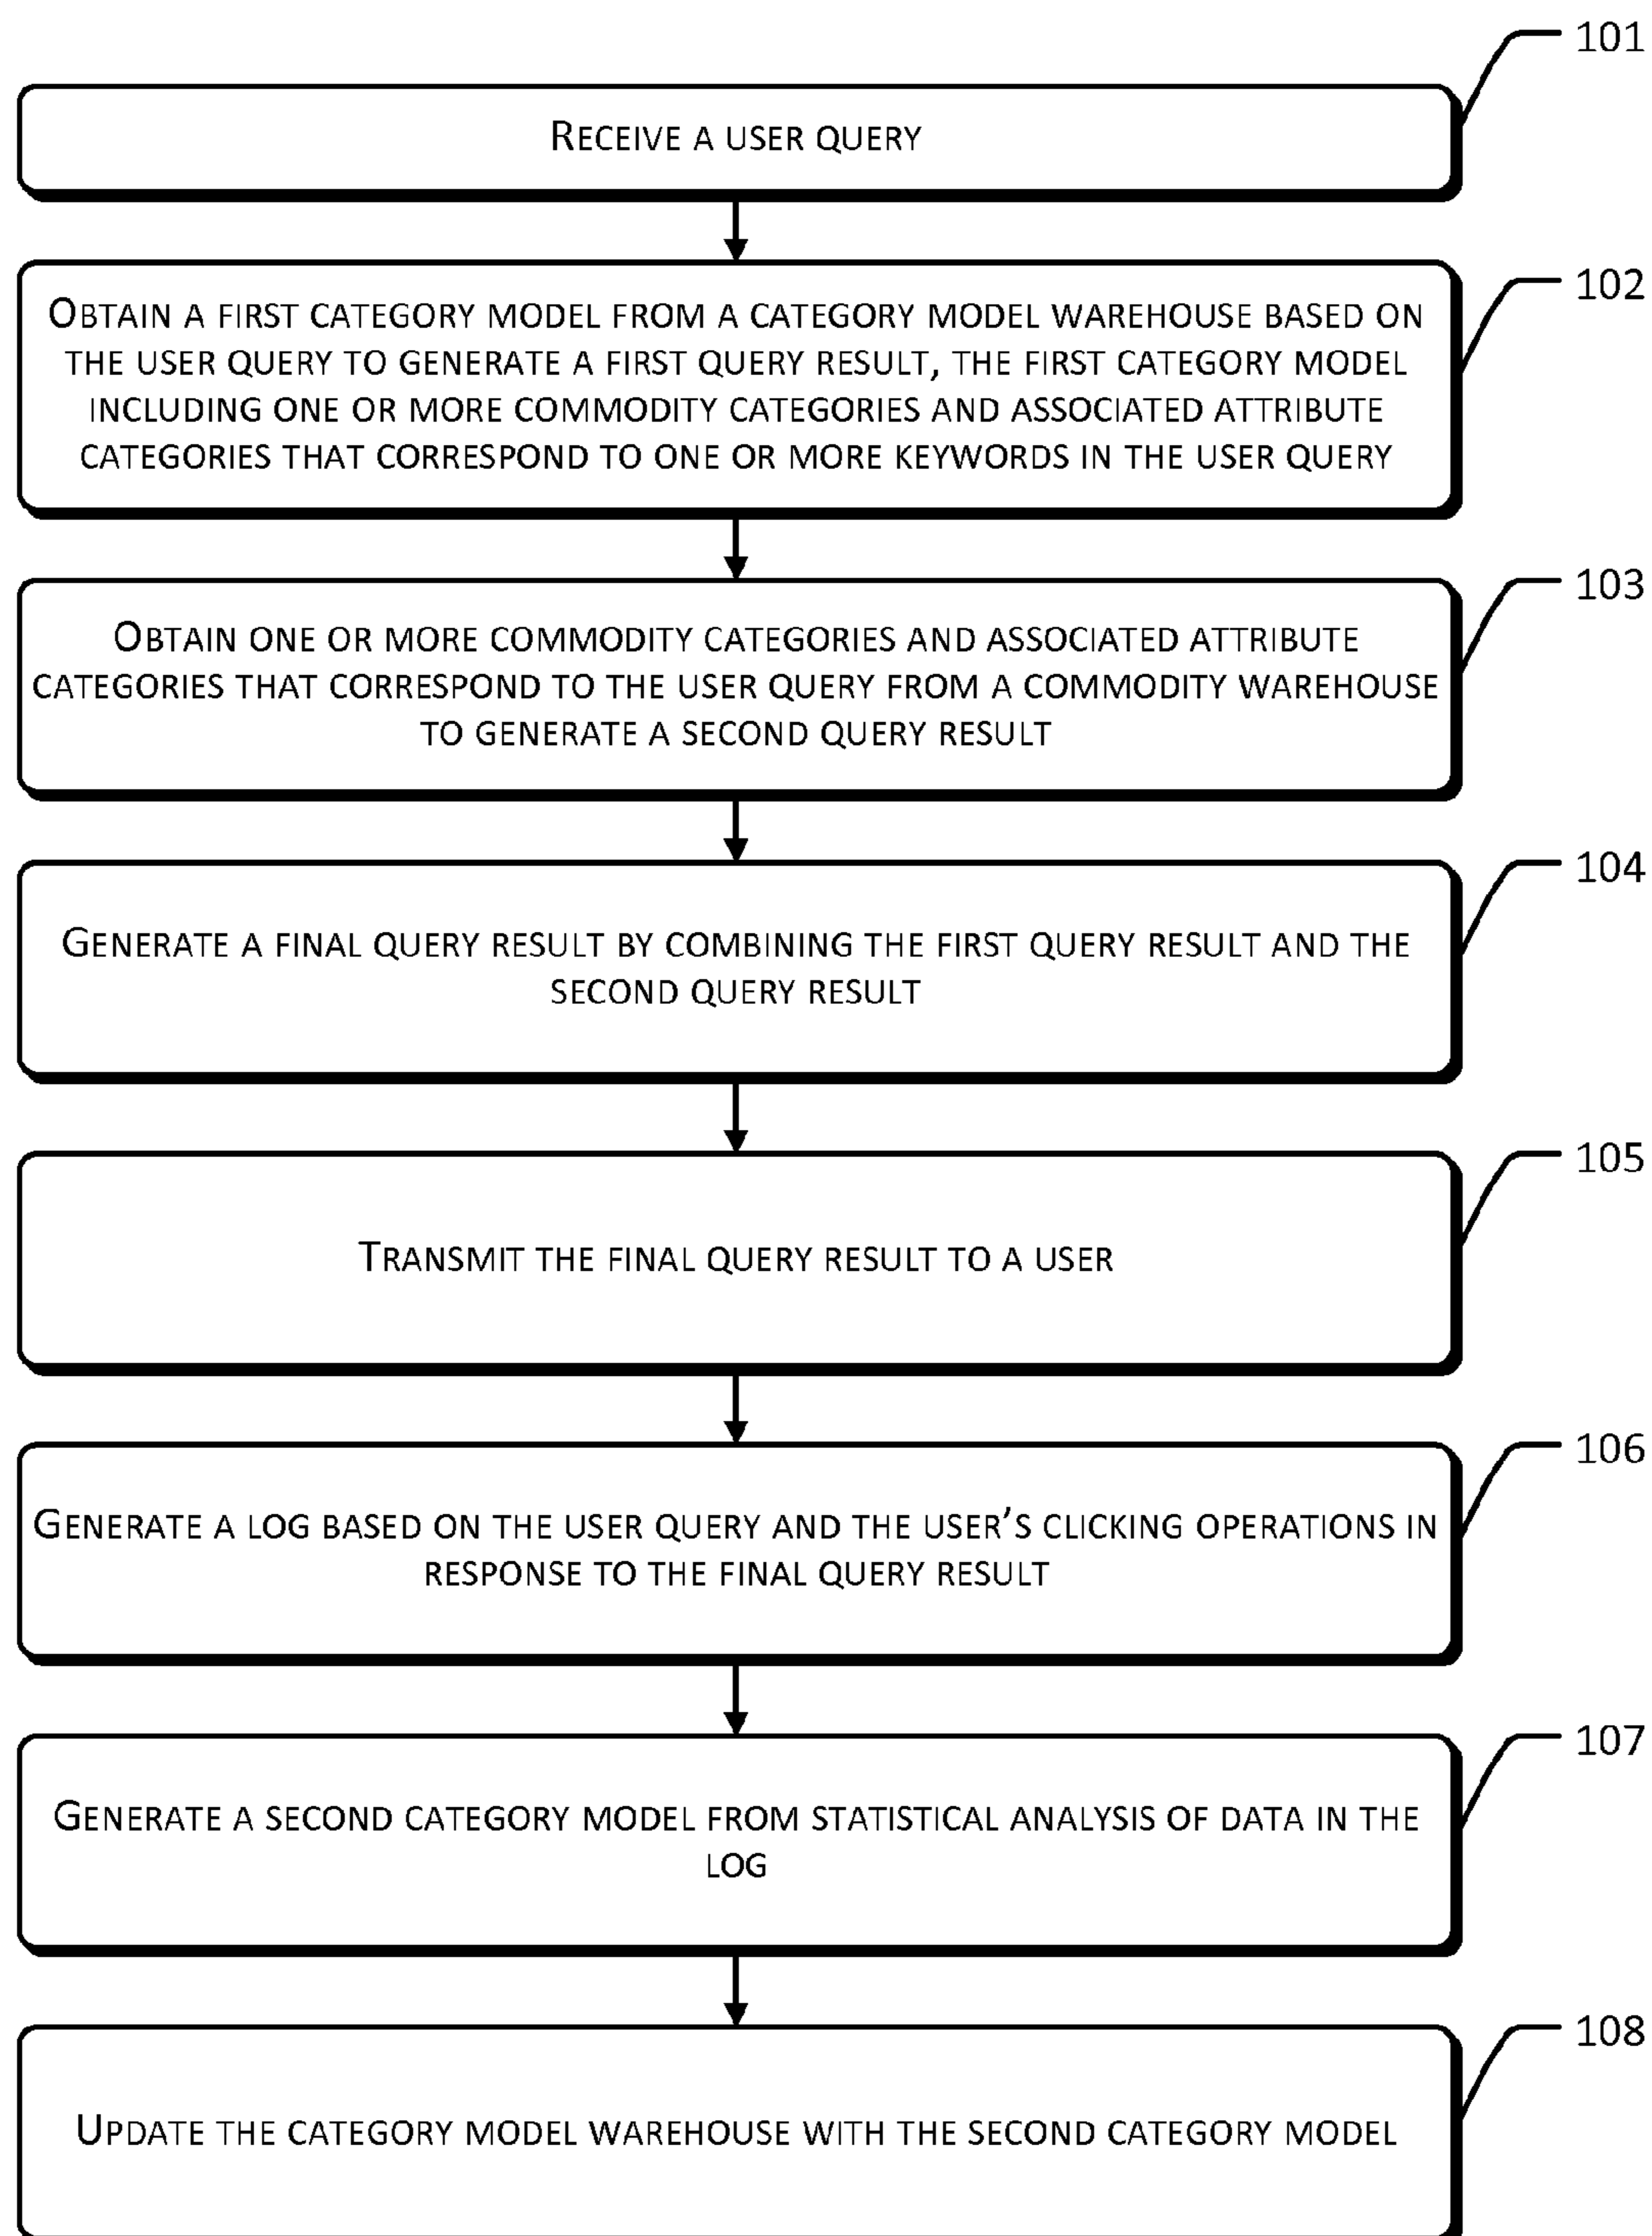 101
RECEIVE A USER QUERY
102
OBTAIN A FIRST CATEGORY MODEL FROM A CATEGORY MODEL WAREHOUSE BASED ON
THE USER QUERY TO GENERATE A FIRST QUERY RESULT, THE FIRST CATEGORY MODEL
INCLUDING ONE OR MORE COMMODITY CATEGORIES AND ASSOCIATED ATTRIBUTE
CATEGORIES THAT CORRESPOND TO ONE OR MORE KEYWORDS IN THE USER QUERY
103
OBTAIN ONE OR MORE COMMODITY CATEGORIES AND ASSOCIATED ATTRIBUTE
CATEGORIES THAT CORRESPOND TO THE USER QUERY FROM A COMMODITY WAREHOUSE
TO GENERATE A SECOND QUERY RESULT
104
GENERATE A FINAL QUERY RESULT BY COMBINING THE FIRST QUERY RESULT AND THE
SECOND QUERY RESULT
105
TRANSMIT THE FINAL QUERY RESULT TO A USER
106
GENERATE A LOG BASED ON THE USER QUERY AND THE USER'S CLICKING OPERATIONS IN
RESPONSE TO THE FINAL QUERY RESULT
107
GENERATE A SECOND CATEGORY MODEL FROM STATISTICAL ANALYSIS OF DATA IN THE
LOG
108
UPDATE THE CATEGORY MODEL WAREHOUSE WITH THE SECOND CATEGORY MODEL